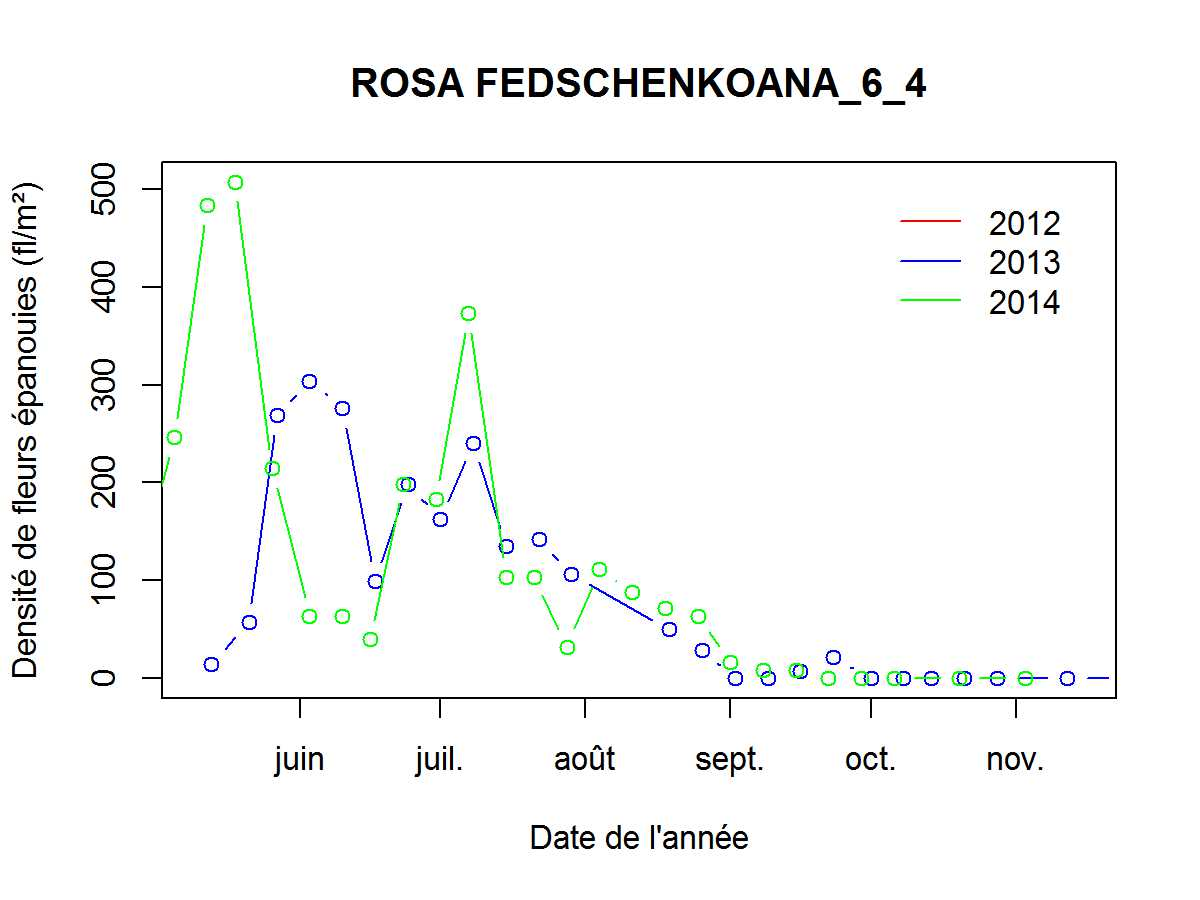 ROSA FEDSCHENKOANA_6_4
Densité de fleurs épanouies (fl/m²)
500
400
300
200
100
0
2012
2013
2014
juin
juil.
août
sept.
oct.
nov.
Date de l'année